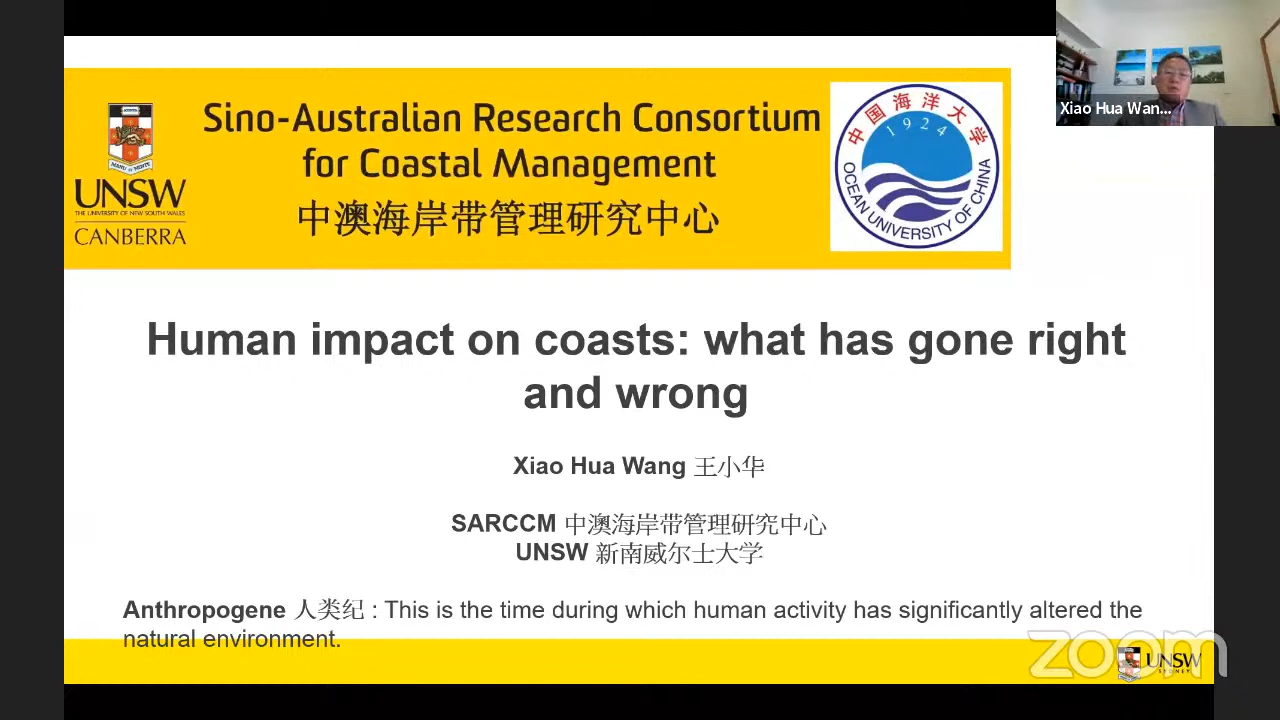 Sino-Australian Research Consortium
for Coastal Management
中澳海岸带管理研究中心
MANU ET MENTE
UNSW
THE UNIVERSITY OF NEW SOUTH WALES
CANBERRA
中国海洋大学
1924
OCEAN UNIVERSITY OF CHINA
Xiao Hua Wan...
Human impact on coasts: what has gone right
and wrong
Xiao Hua Wang 王小华
SARCCM 中澳海岸带管理研究中心
UNSW 新南威尔士大学
Anthropogene 人类纪 : This is the time during which human activity has significantly altered the
natural environment.
zoom
UNSW
SYDNEY